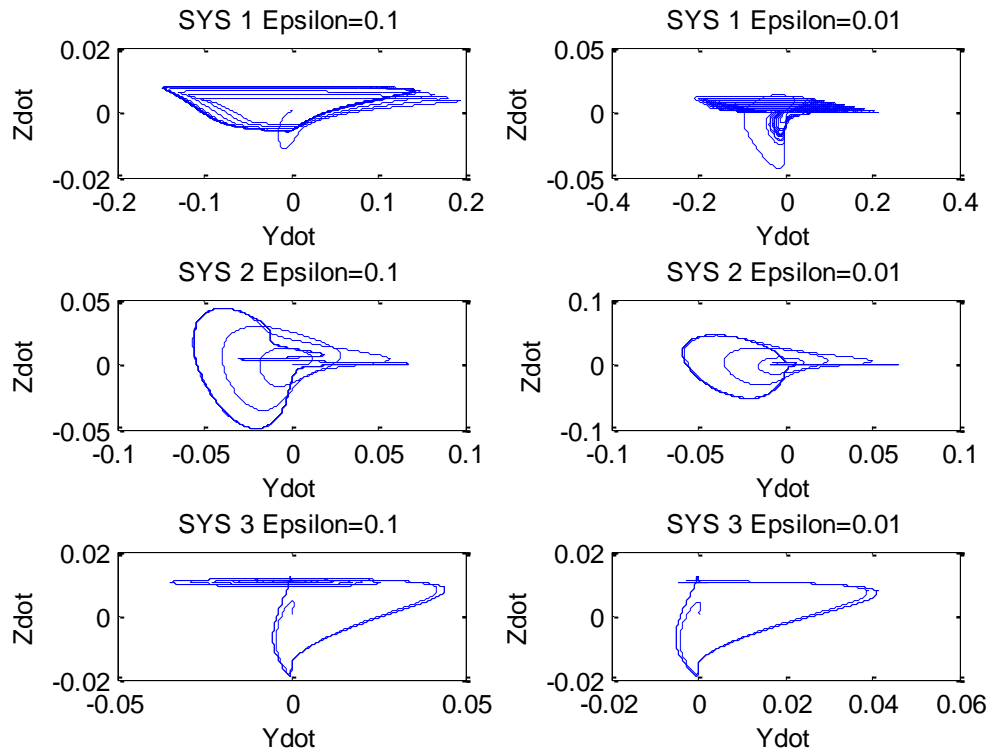 SYS 1 Epsilon=0.1
SYS 1 Epsilon=0.01
0.02
0
-0.02
Zdot
-0.2 -0.1 0 0.1 0.2
Ydot
0.05
0
-0.05
Zdot
-0.4 -0.2 0 0.2 0.4
Ydot
SYS 2 Epsilon=0.1
SYS 2 Epsilon=0.01
0.05
0
-0.05
Zdot
-0.1 -0.05 0 0.05 0.1
Ydot
0.1
0
-0.1
Zdot
-0.1 -0.05 0 0.05 0.1
Ydot
SYS 3 Epsilon=0.1
SYS 3 Epsilon=0.01
0.02
0
-0.02
Zdot
-0.05 0 0.05
Ydot
0.02
0
-0.02
Zdot
-0.02 0 0.02 0.04 0.06
Ydot